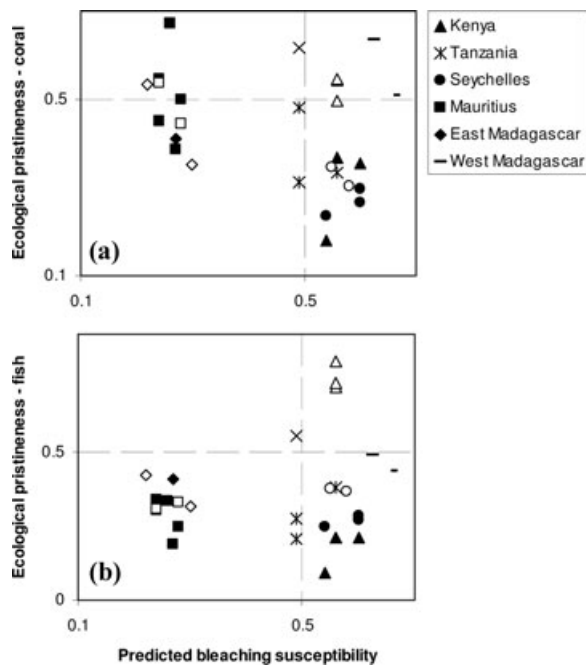 Ecological pristineness - coral
0.5
0.1
(a)
0.1
0.5
Kenya
Tanzania
Seychelles
Mauritius
East Madagascar
West Madagascar
Ecological pristineness - fish
0.5
0
(b)
0.1
0.5
Predicted bleaching susceptibility